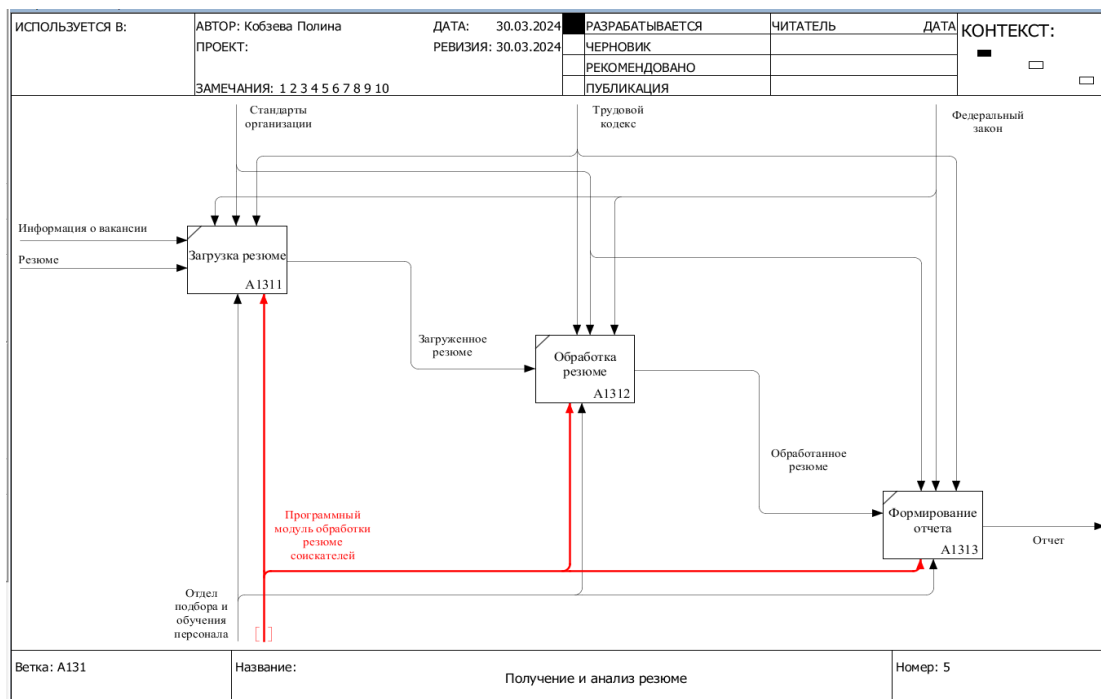 ИСПОЛЬЗУЕТСЯ В:
АВТОР: Кобзева Полина
ДАТА: 30.03.2024
РАЗРАБАТЫВАЕТСЯ
ЧИТАТЕЛЬ
ДАТА
КОНТЕКСТ:
ПРОЕКТ:
РЕВИЗИЯ: 30.03.2024
ЧЕРНОВИК
РЕКОМЕНДОВАНО
ЗАМЕЧАНИЯ: 1 2 3 4 5 6 7 8 9 10
ПУБЛИКАЦИЯ
Стандарты
организации
Трудовой
кодекс
Федеральный
закон
Информация о вакансии
Резюме
Загрузка резюме
A1311
Загруженное
резюме
Обработка
резюме
A1312
Обработанное
резюме
Формирование
отчета
A1313
Отчет
Программный
модуль обработки
резюме
соискателей
Отдел
подбора и
обучения
персонала
Ветка: A131
Название:
Получение и анализ резюме
Номер: 5